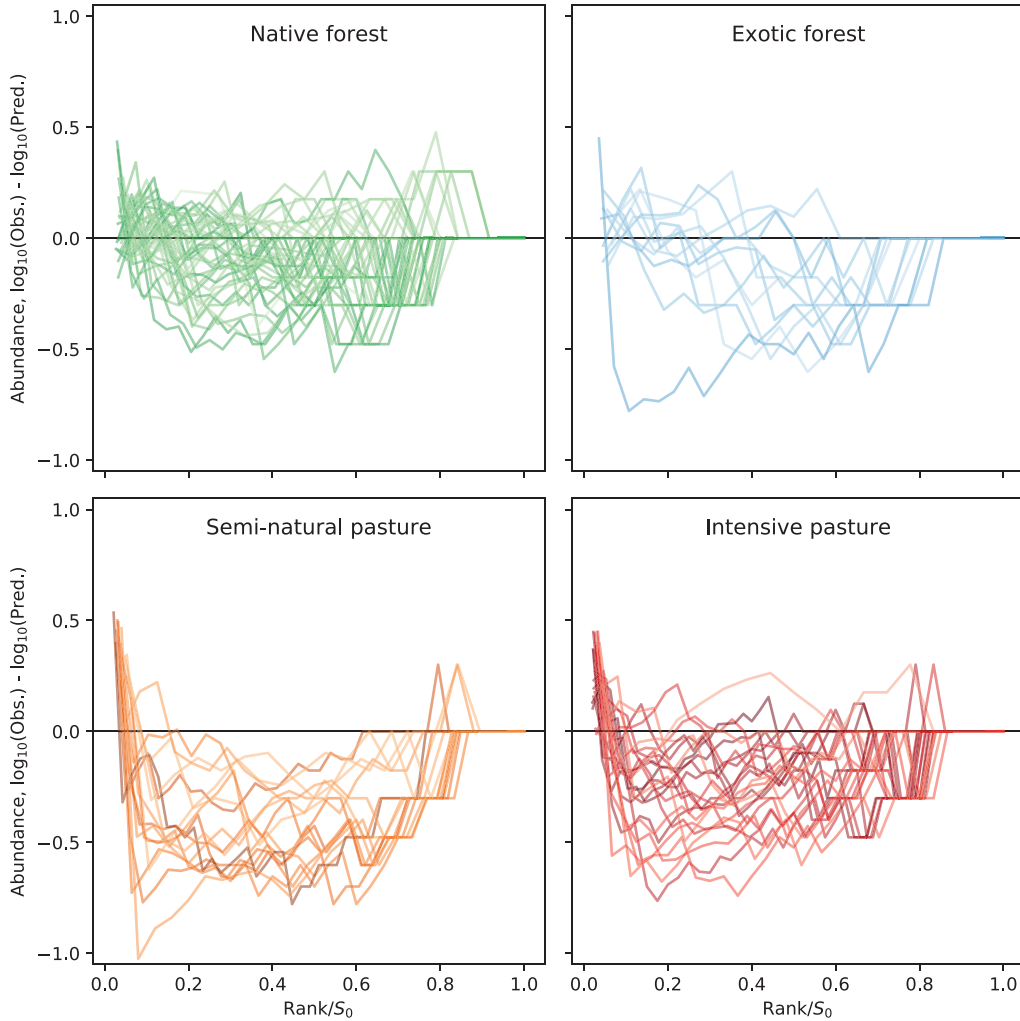 Native forest
Exotic forest
1.0
0.5
0.0
−0.5
−1.0
Abundance, log₁₀(Obs.) - log₁₀(Pred.)
Semi-natural pasture
Intensive pasture
1.0
0.5
0.0
−0.5
−1.0
Abundance, log₁₀(Obs.) - log₁₀(Pred.)
0.0 0.2 0.4 0.6 0.8 1.0
0.0 0.2 0.4 0.6 0.8 1.0
Rank/S₀
Rank/S₀